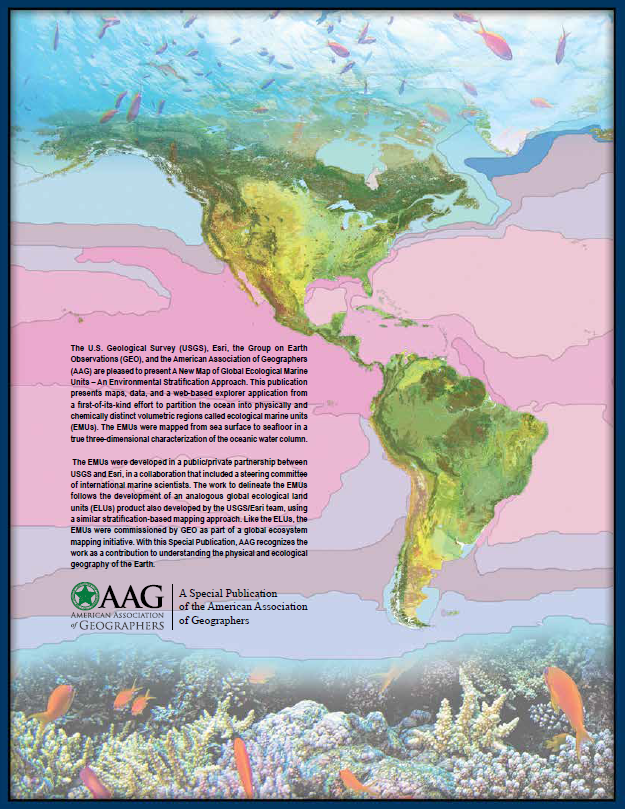 The U.S. Geological Survey (USGS), Esri, the Group on Earth
Observations (GEO), and the American Association of Geographers
(AAG) are pleased to present A New Map of Global Ecological Marine
Units – An Environmental Stratification Approach. This publication
presents maps, data, and a web-based explorer application from
a first-of-its-kind effort to partition the ocean into physically and
chemically distinct volumetric regions called ecological marine units
(EMUs). The EMUs were mapped from sea surface to seafloor in a
true three-dimensional characterization of the oceanic water column.
The EMUs were developed in a public/private partnership between
USGS and Esri, in a collaboration that included a steering committee
of international marine scientists. The work to delineate the EMUs
follows the development of an analogous global ecological land
units (ELUs) product also developed by the USGS/Esri team, using
a similar stratification-based mapping approach. Like the ELUs, the
EMUs were commissioned by GEO as part of a global ecosystem
mapping initiative. With this Special Publication, AAG recognizes the
work as a contribution to understanding the physical and ecological
geography of the Earth.
AAG
AMERICAN ASSOCIATION
of GEOGRAPHERS
A Special Publication
of the American Association
of Geographers